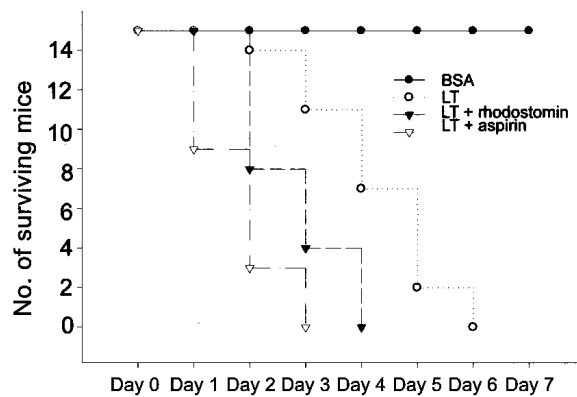 No. of surviving mice
14
12
10
8
6
4
2
0
BSA
LT
LT + rhodostomin
LT + aspirin
Day 0 Day 1 Day 2 Day 3 Day 4 Day 5 Day 6 Day 7